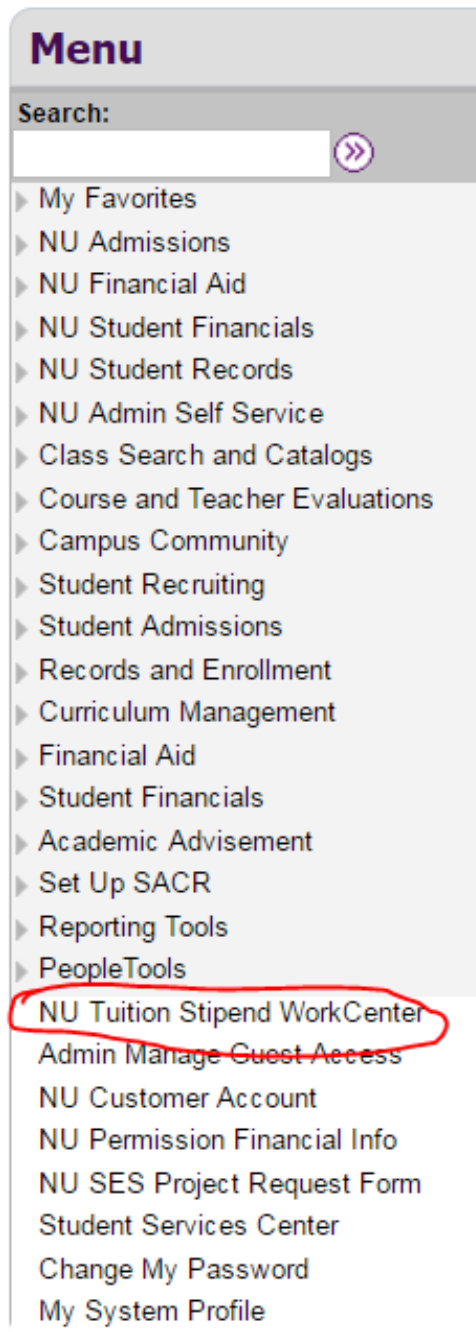 Menu
Search:
My Favorites
NU Admissions
NU Financial Aid
NU Student Financials
NU Student Records
NU Admin Self Service
Class Search and Catalogs
Course and Teacher Evaluations
Campus Community
Student Recruiting
Student Admissions
Records and Enrollment
Curriculum Management
Financial Aid
Student Financials
Academic Advisement
Set Up SACR
Reporting Tools
PeopleTools
NU Tuition Stipend WorkCenter
Admin Manage Guest Access
NU Customer Account
NU Permission Financial Info
NU SES Project Request Form
Student Services Center
Change My Password
My System Profile